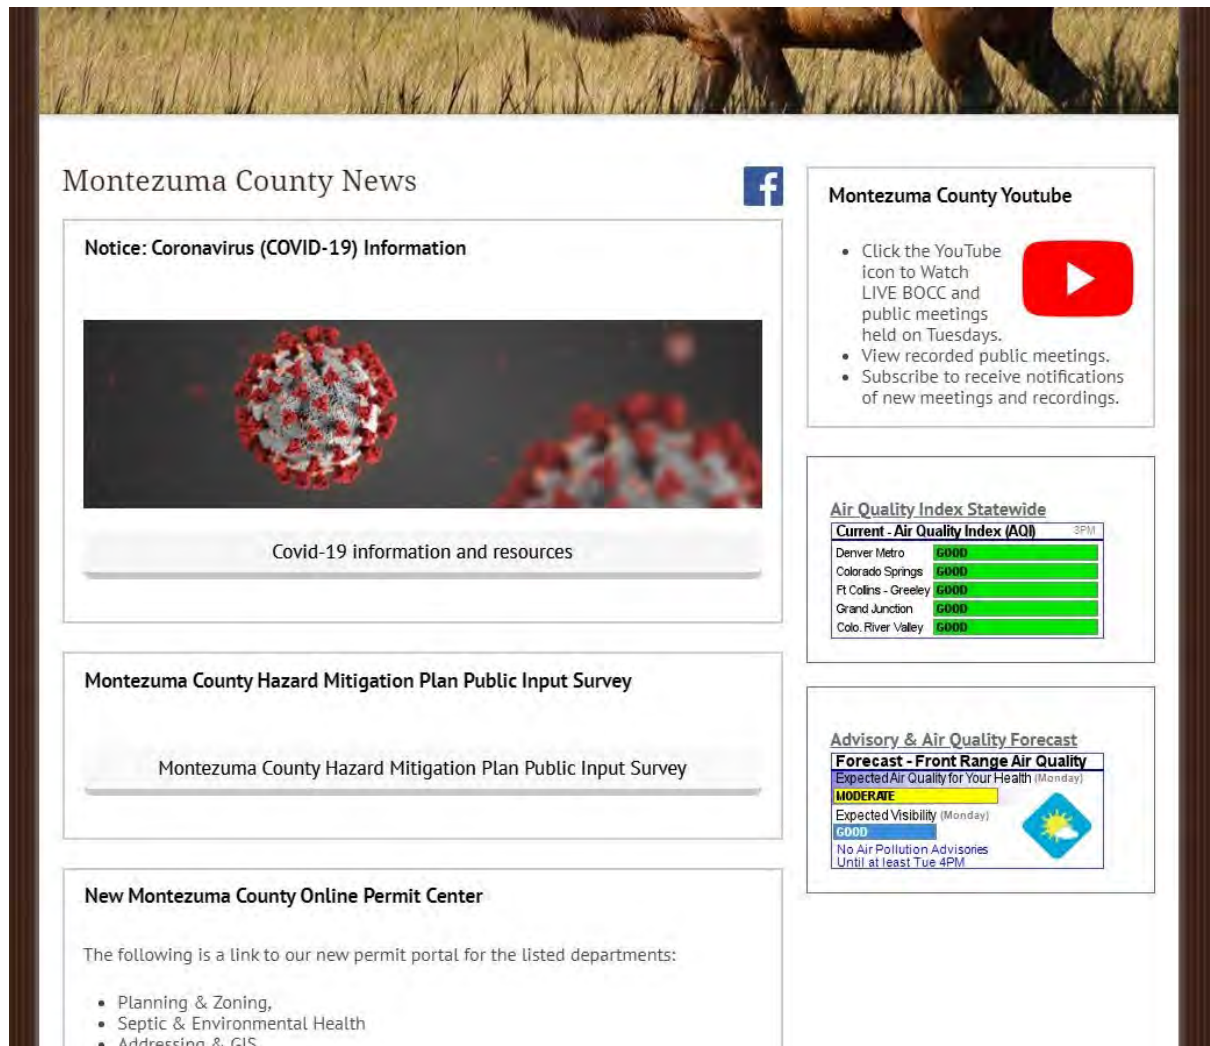 Montezuma County News
Notice: Coronavirus (COVID-19) Information
Covid-19 information and resources
Montezuma County Hazard Mitigation Plan Public Input Survey
Montezuma County Hazard Mitigation Plan Public Input Survey
New Montezuma County Online Permit Center
The following is a link to our new permit portal for the listed departments:
• Planning & Zoning,
• Septic & Environmental Health
• Addressing & GIS
Montezuma County Youtube
• Click the YouTube
icon to Watch
LIVE BOCC and
public meetings
held on Tuesdays.
• View recorded public meetings.
• Subscribe to receive notifications
of new meetings and recordings.
Air Quality Index Statewide
Current - Air Quality Index (AQI) 3PM
Denver Metro GOOD
Colorado Springs GOOD
Ft Collins - Greeley GOOD
Grand Junction GOOD
Colo. River Valley GOOD
Advisory & Air Quality Forecast
Forecast - Front Range Air Quality
Expected Air Quality for Your Health (Monday)
MODERATE
Expected Visibility (Monday)
GOOD
No Air Pollution Advisories
Until at least Tue 4PM